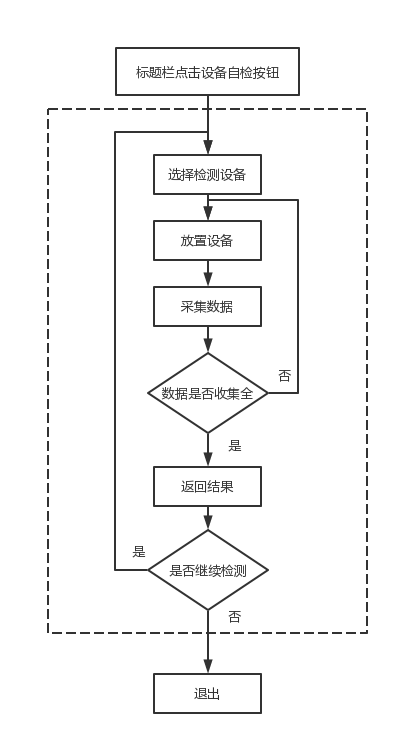 标题栏点击设备自检按钮
选择检测设备
放置设备
采集数据
数据是否收集全
否
是
返回结果
是
是否继续检测
否
退出